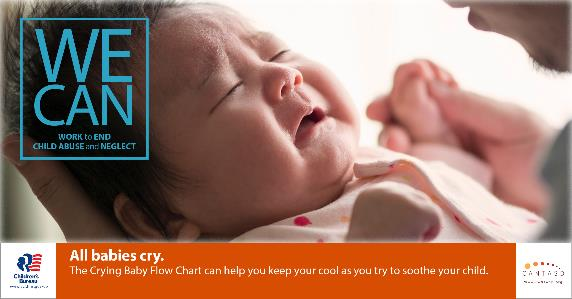 WE
CAN
WORK to END
CHILD ABUSE and NEGLECT
All babies cry.
The Crying Baby Flow Chart can help you keep your cool as you try to soothe your child.
Children's
Bureau
CANTASD